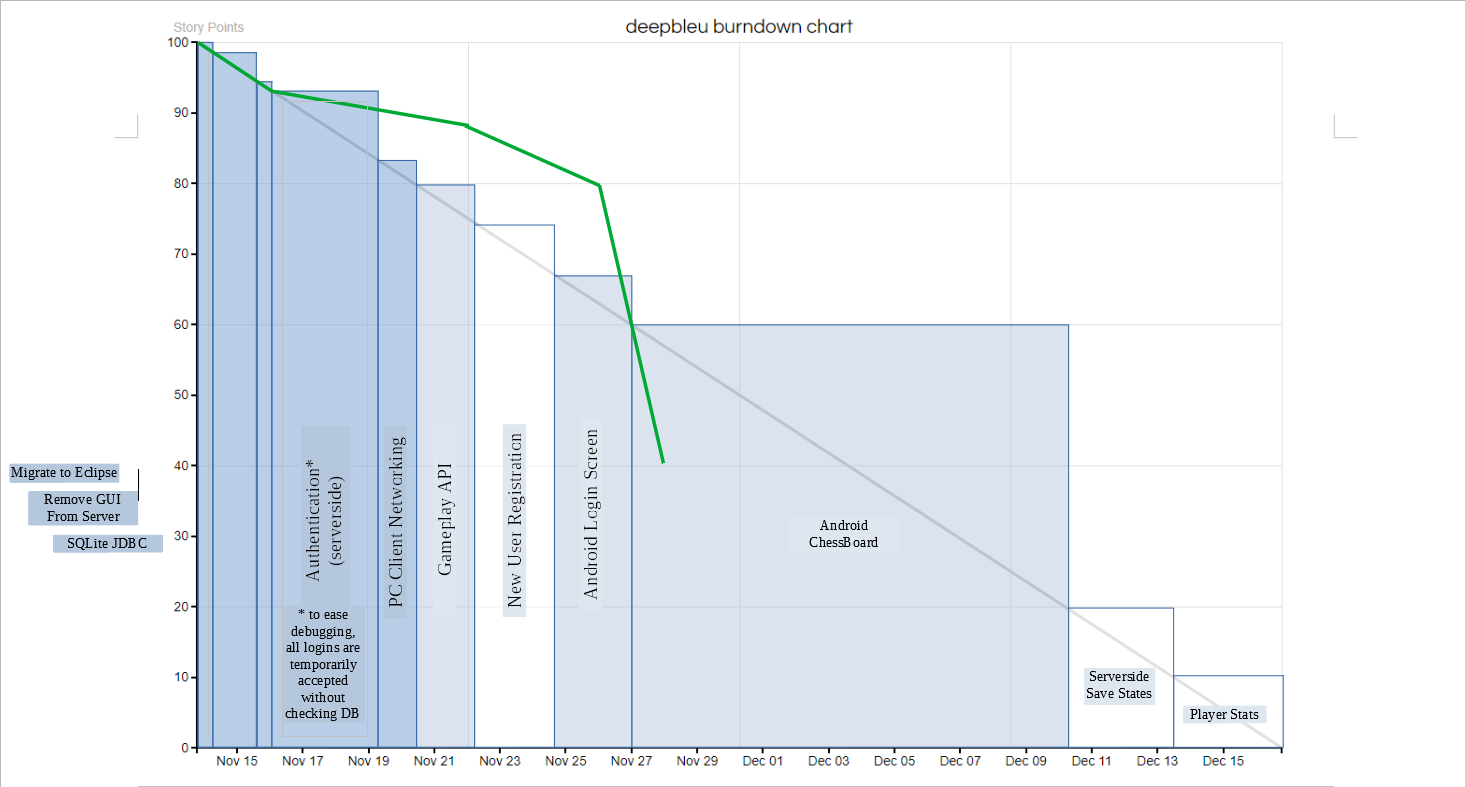 Story Points
deepbleu burndown chart
100
90
80
70
60
50
40
30
20
10
0
Migrate to Eclipse
Remove GUI
From Server
SQLite JDBC
Authentication*
(serverside)
* to ease
debugging,
all logins are
temporarily
accepted
without
checking DB
PC Client Networking
Gameplay API
New User Registration
Android Login Screen
Android
ChessBoard
Serverside
Save States
Player Stats
Nov 15
Nov 17
Nov 19
Nov 21
Nov 23
Nov 25
Nov 27
Nov 29
Dec 01
Dec 03
Dec 05
Dec 07
Dec 09
Dec 11
Dec 13
Dec 15